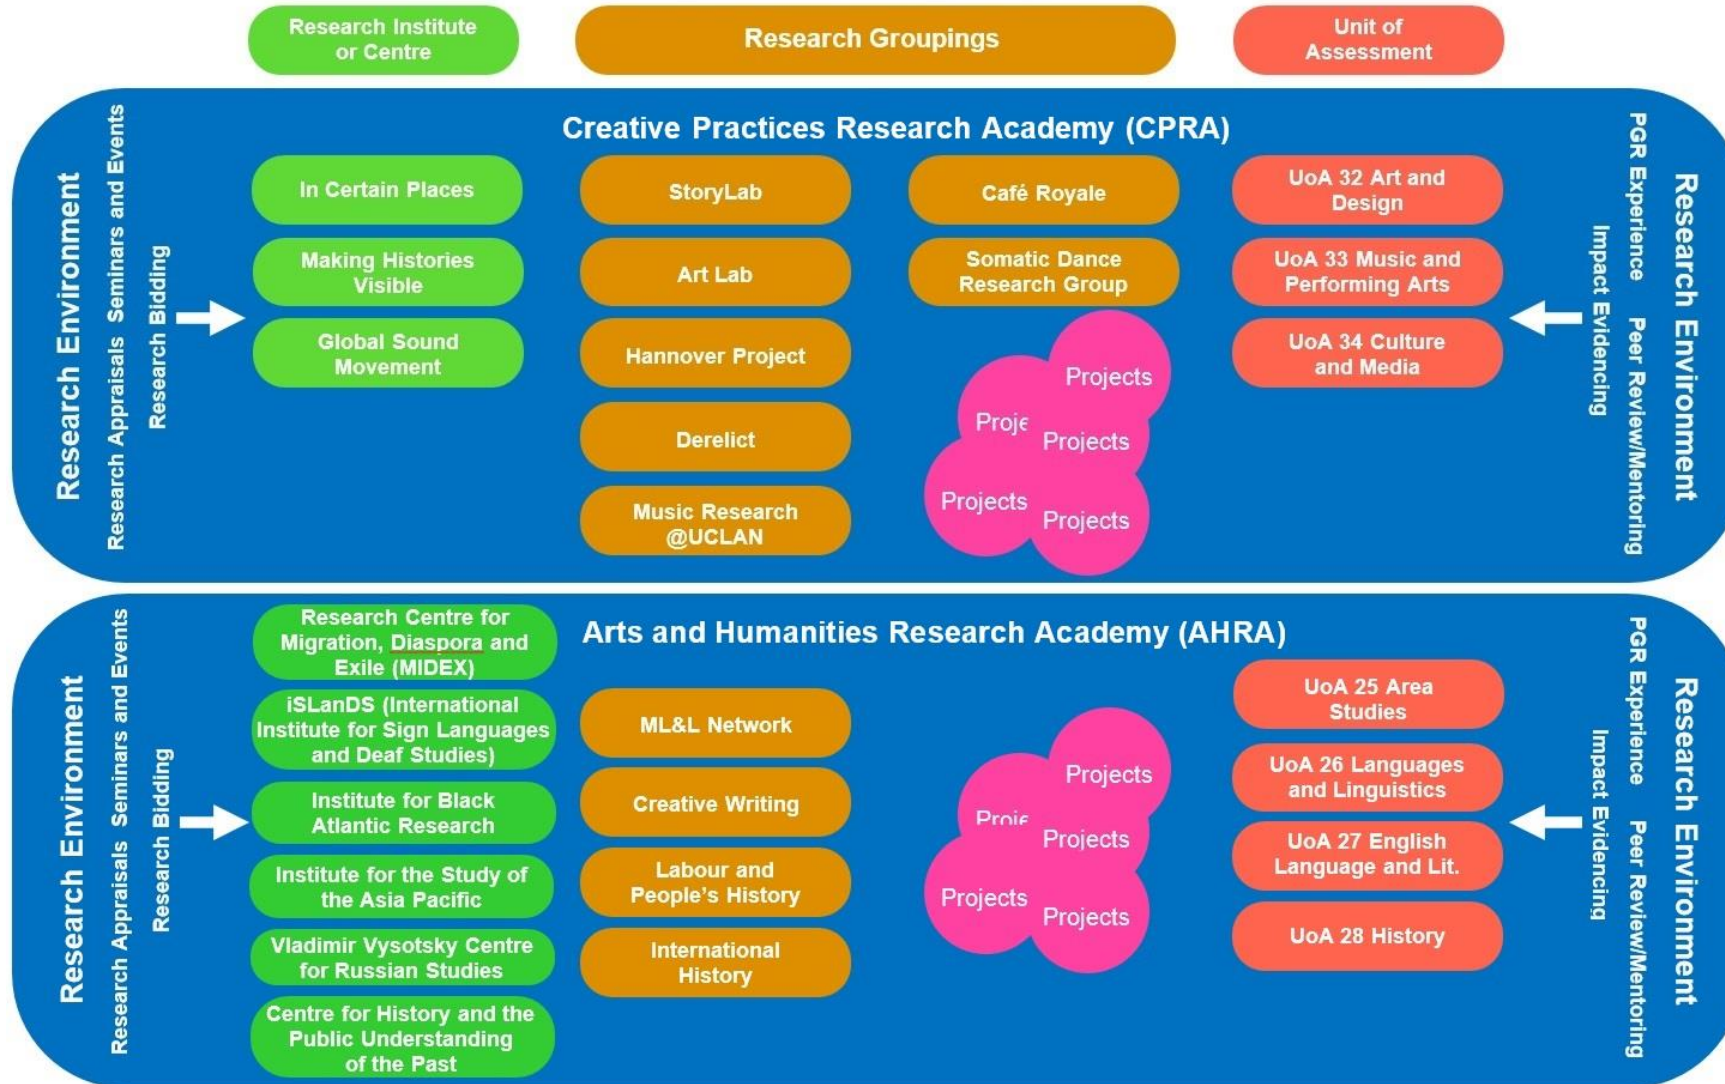 Research Institute
or Centre
Research Groupings
Unit of
Assessment
Creative Practices Research Academy (CPRA)
Research Environment
Research Appraisals Seminars and Events
Research Bidding
In Certain Places
Making Histories
Visible
Global Sound
Movement
StoryLab
Art Lab
Hannover Project
Derelict
Music Research
@UCLAN
Café Royale
Somatic Dance
Research Group
Projects
Proje
Projects
Projects
Projects
UoA 32 Art and
Design
UoA 33 Music and
Performing Arts
UoA 34 Culture
and Media
Impact Evidencing
PGR Experience Peer Review/Mentoring
Research Environment
Arts and Humanities Research Academy (AHRA)
Research Environment
Research Appraisals Seminars and Events
Research Bidding
Research Centre for
Migration, Diaspora and
Exile (MIDEX)
iSLanDS (International
Institute for Sign Languages
and Deaf Studies)
Institute for Black
Atlantic Research
Institute for the Study of
the Asia Pacific
Vladimir Vysotsky Centre
for Russian Studies
Centre for History and the
Public Understanding
of the Past
ML&L Network
Creative Writing
Labour and
People’s History
International
History
Projects
Proje
Projects
Projects
Projects
UoA 25 Area
Studies
UoA 26 Languages
and Linguistics
UoA 27 English
Language and Lit.
UoA 28 History
Impact Evidencing
PGR Experience Peer Review/Mentoring
Research Environment